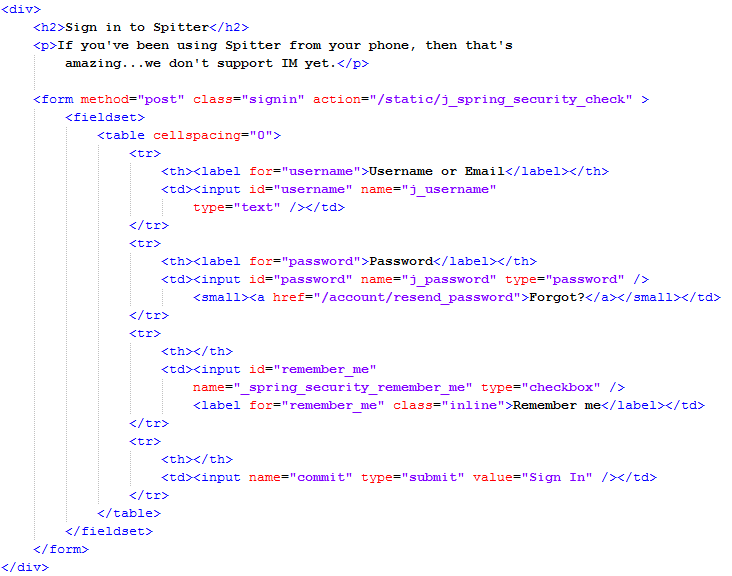 <div>
    <h2>Sign in to Spitter</h2>
    <p>If you've been using Spitter from your phone, then that's
        amazing...we don't support IM yet.</p>

    <form method="post" class="signin" action="/static/j_spring_security_check" >
        <fieldset>
            <table cellspacing="0">
                <tr>
                    <th><label for="username">Username or Email</label></th>
                    <td><input id="username" name="j_username"
                        type="text" /></td>
                </tr>
                <tr>
                    <th><label for="password">Password</label></th>
                    <td><input id="password" name="j_password" type="password" />
                        <small><a href="/account/resend_password">Forgot?</a></small></td>
                </tr>
                <tr>
                    <th></th>
                    <td><input id="remember_me"
                        name="_spring_security_remember_me" type="checkbox" />
                        <label for="remember_me" class="inline">Remember me</label></td>
                </tr>
                <tr>
                    <th></th>
                    <td><input name="commit" type="submit" value="Sign In" /></td>
                </tr>
            </table>
        </fieldset>
    </form>
</div>